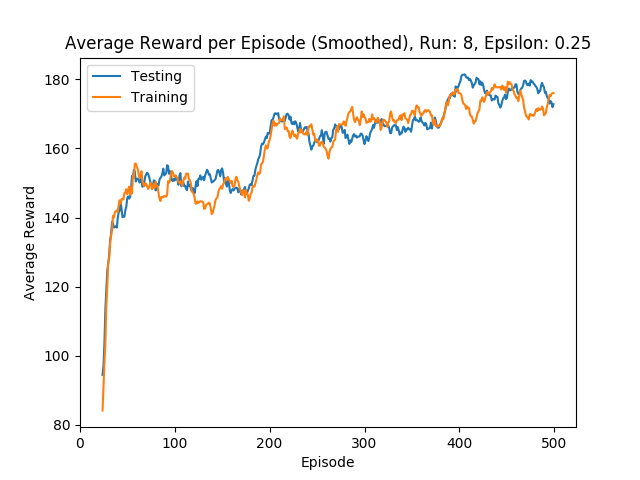 Average Reward per Episode (Smoothed), Run: 8, Epsilon: 0.25
Testing
Training
Average Reward
180
160
140
120
100
80
0 100 200 300 400 500
Episode